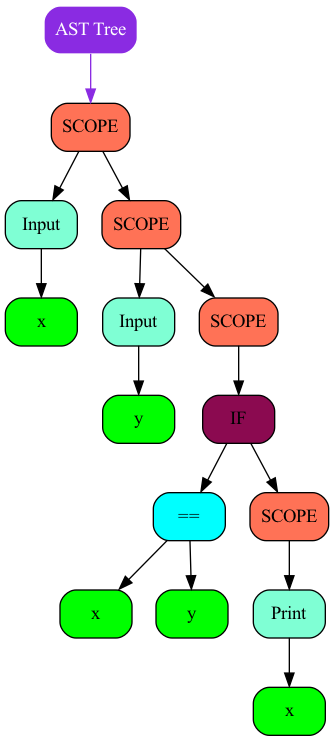 AST Tree
SCOPE
Input
SCOPE
x
Input
SCOPE
y
IF
==
SCOPE
x
y
Print
x